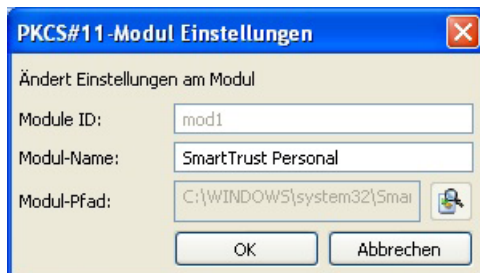 PKCS#11-Modul Einstellungen
Ändert Einstellungen am Modul
Module ID: mod1
Modul-Name: SmartTrust Personal
Modul-Pfad: C:\WINDOWS\system32\Smar
OK Abbrechen